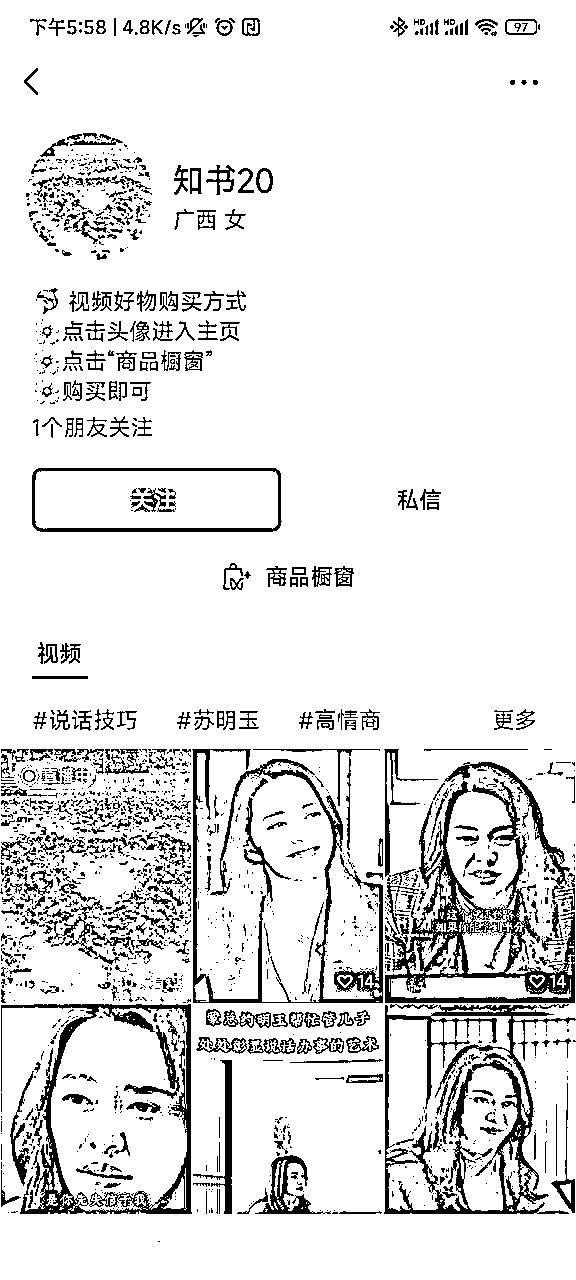 下午5:58 | 4.8K/s
97
知书20
广西 女
视频好物购买方式
点击头像进入主页
点击“商品橱窗”
购买即可
1个朋友关注
关注
私信
商品橱窗
视频
#说话技巧 #苏明玉 #高情商 更多
直播中
14
14
蒙总约明玉帮忙管儿子
处处彰显说话办事的艺术